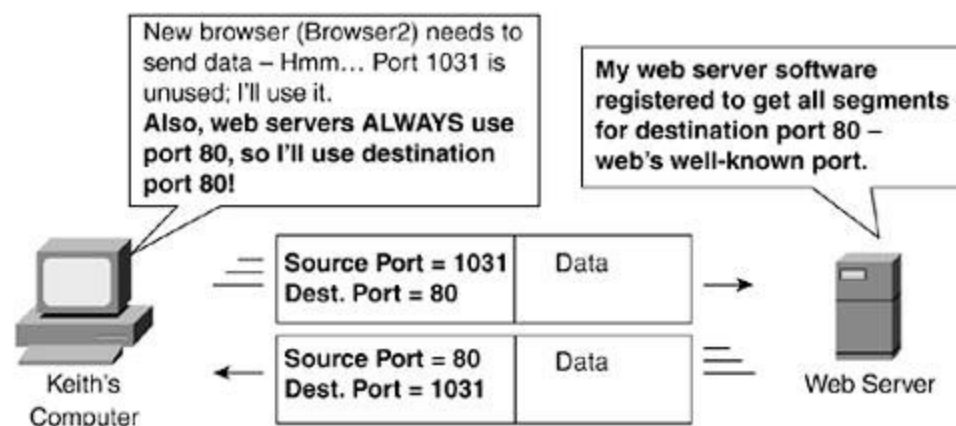 New browser (Browser2) needs to
send data – Hmm... Port 1031 is
unused; I'll use it.
Also, web servers ALWAYS use
port 80, so I'll use destination
port 80!
My web server software
registered to get all segments
for destination port 80 –
web's well-known port.
Source Port = 1031
Dest. Port = 80
Data
Source Port = 80
Dest. Port = 1031
Data
Keith's
Computer
Web Server